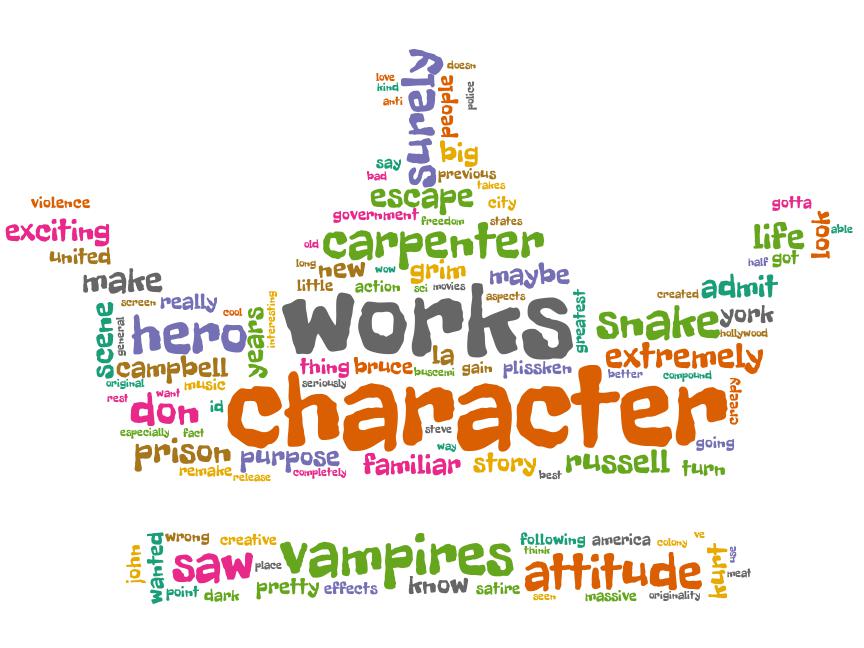 surely
doesn
love
kind
anti
people
police
say
big
bad
previous
takes
escape
city
government
freedom
states
violence
exciting
united
make
old
carpenter
gotta
life
look
able
half
got
long
new
wow
grim
maybe
little
action
sci
movies
aspects
created
admit
screen
really
cool
interesting
scene
general
hero
years
works
greatest
snake
york
hollywood
campbell
thing
bruce
la
buscemi
gain
plissken
extremely
better
compound
original
music
seriously
rest
want
don
id
character
creepy
steve
especially
fact
way
going
prison
purpose
familiar
story
best
russell
turn
remake
release
completely
john
wanted
wrong
creative
saw
place
vampires
following
think
america
colony
ve
attitude
kurt
use
meat
point
dark
pretty
effects
know
satire
seen
massive
originality